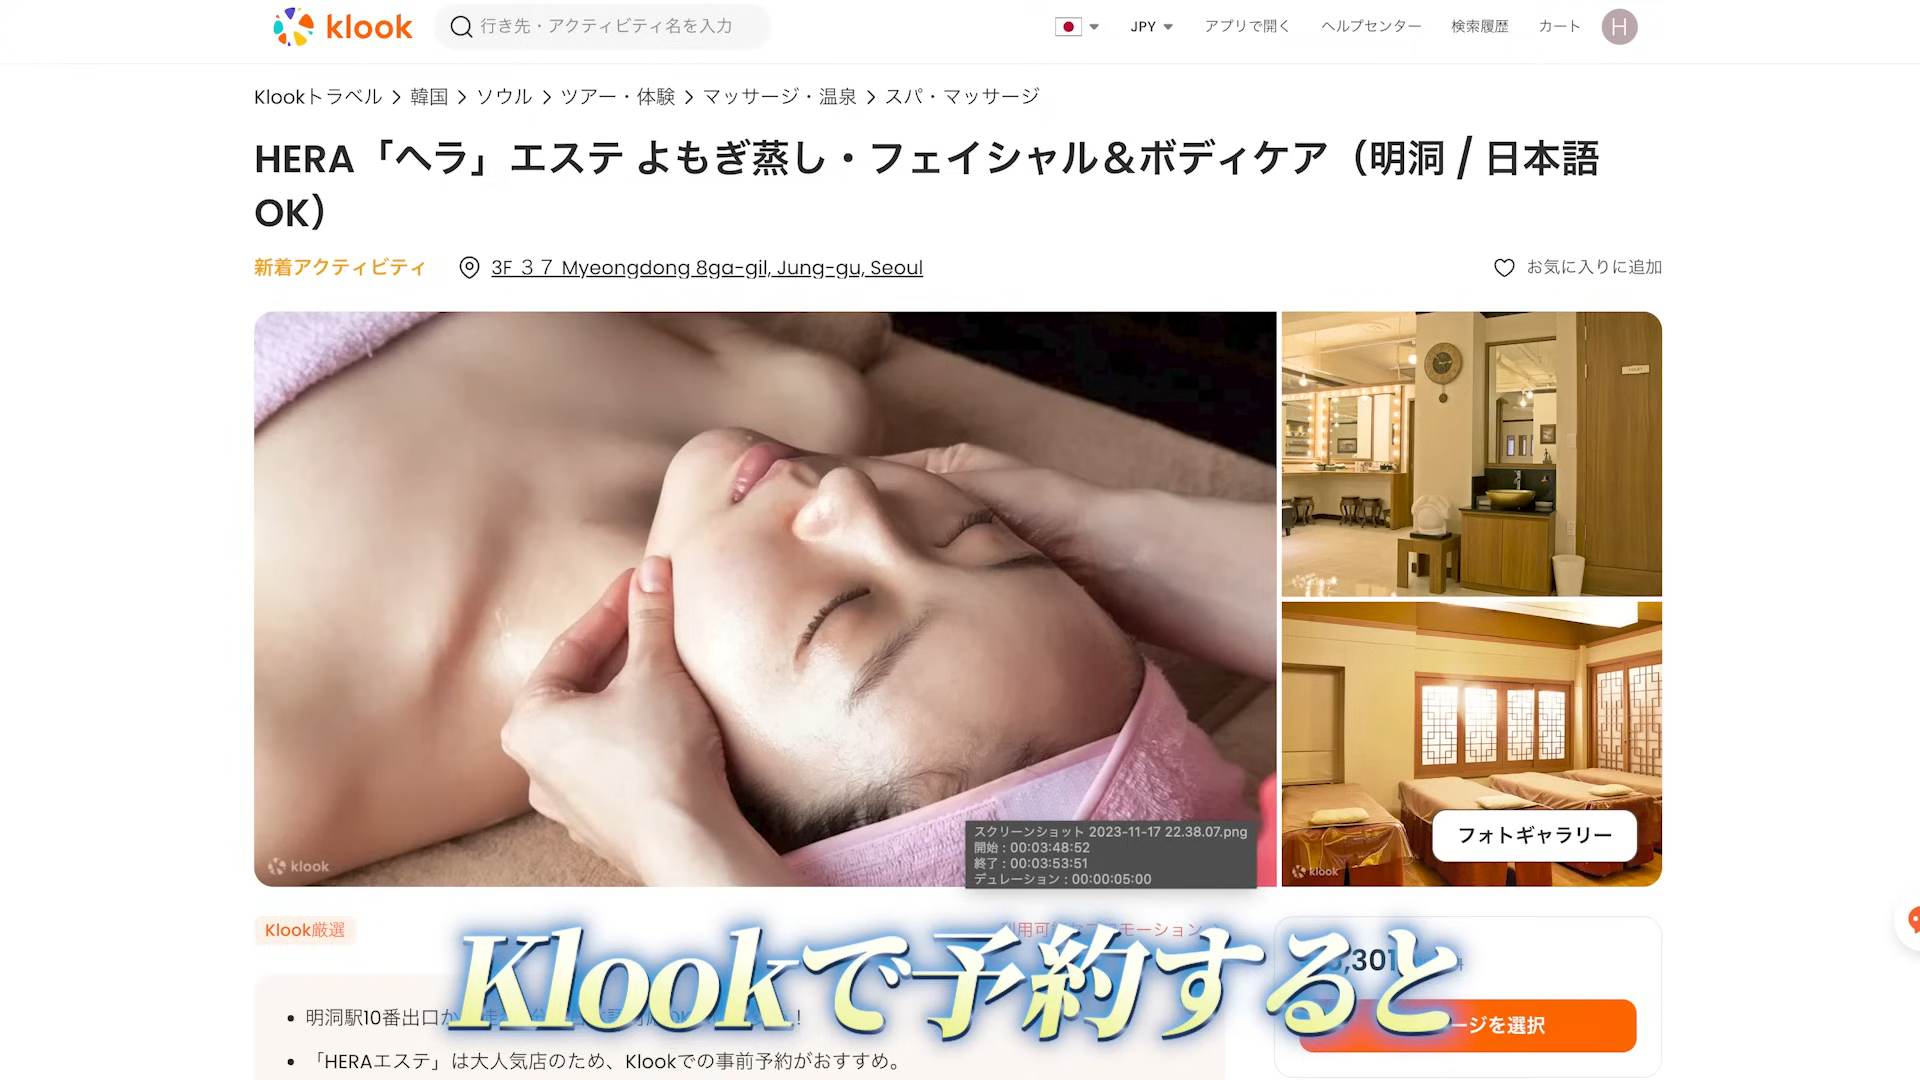 klook
行き先・アクティビティ名を入力
JPY
アプリで開く
ヘルプセンター
検索履歴
カート
H
Klookトラベル > 韓国 > ソウル > ツアー・体験 > マッサージ・温泉 > スパ・マッサージ
HERA「ヘラ」エステ よもぎ蒸し・フェイシャル&ボディケア（明洞 / 日本語
OK）
新着アクティビティ
3F 3 7 Myeongdong 8ga-gil, Jung-gu, Seoul
お気に入りに追加
スクリーンショット 2023-11-17 22.38.07.png
開始 : 00:03:48:52
終了 : 00:03:53:51
デュレーション : 00:00:05:00
klook
klook
klook
フォトギャラリー
Klook厳選
モーション
,301
Klookで予約すると
ージを選択
明洞駅10番出口か
「HERAエステ」は大人気店のため、Klookでの事前予約がおすすめ。